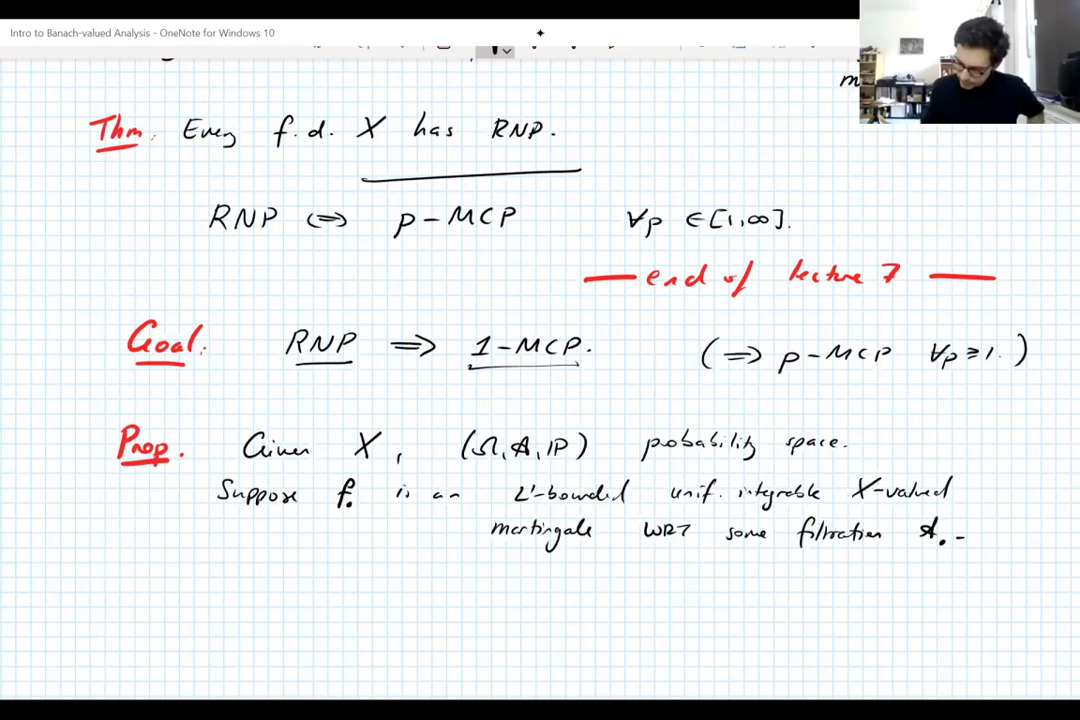 Intro to Banach-valued Analysis - OneNote for Windows 10
m
Thm. Every f.d. X has RNP.
RNP ⟺ p-MCP ∀p ∈ [1,∞].
— end of lecture 7 —
Goal: RNP ⟹ 1-MCP. (⟹ p-MCP ∀p ≥ 1.)
Prop. Given X, (Ω, A, ℙ) probability space.
Suppose f. is an L¹-bounded unif. integrable X-valued
martingale WRT some filtration A. -